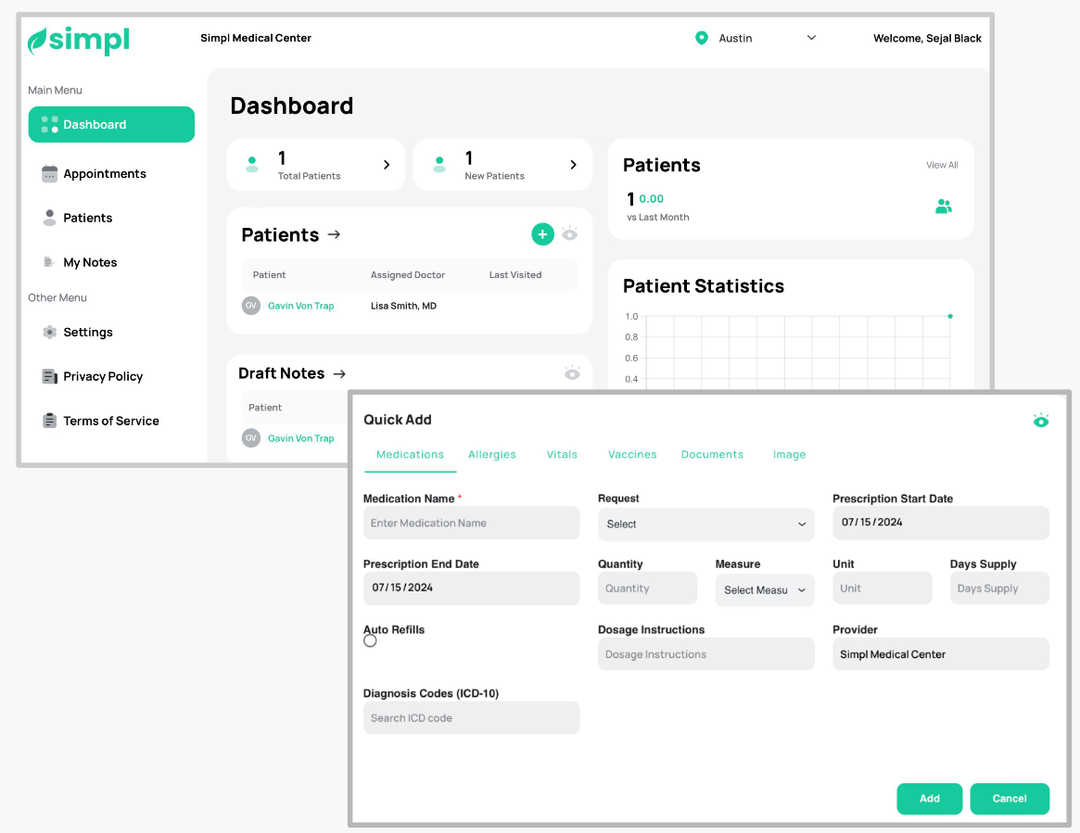 simpl
Simpl Medical Center
Austin
Welcome, Sejal Black
Main Menu
Dashboard
Appointments
Patients
My Notes
Other Menu
Settings
Privacy Policy
Terms of Service
Dashboard
1
Total Patients
1
New Patients
Patients
Patient Assigned Doctor Last Visited
GV Gavin Von Trap Lisa Smith, MD
Draft Notes
Patient
GV Gavin Von Trap
Patients
View All
1 0.00
vs Last Month
Patient Statistics
1.0
0.8
0.6
0.4
Quick Add
Medications Allergies Vitals Vaccines Documents Image
Medication Name * Request Prescription Start Date
Enter Medication Name Select 07/15/2024
Prescription End Date Quantity Measure Unit Days Supply
07/15/2024 Quantity Select Measu Unit Days Supply
Auto Refills Dosage Instructions Provider
Dosage Instructions Simpl Medical Center
Diagnosis Codes (ICD-10)
Search ICD code
Add Cancel